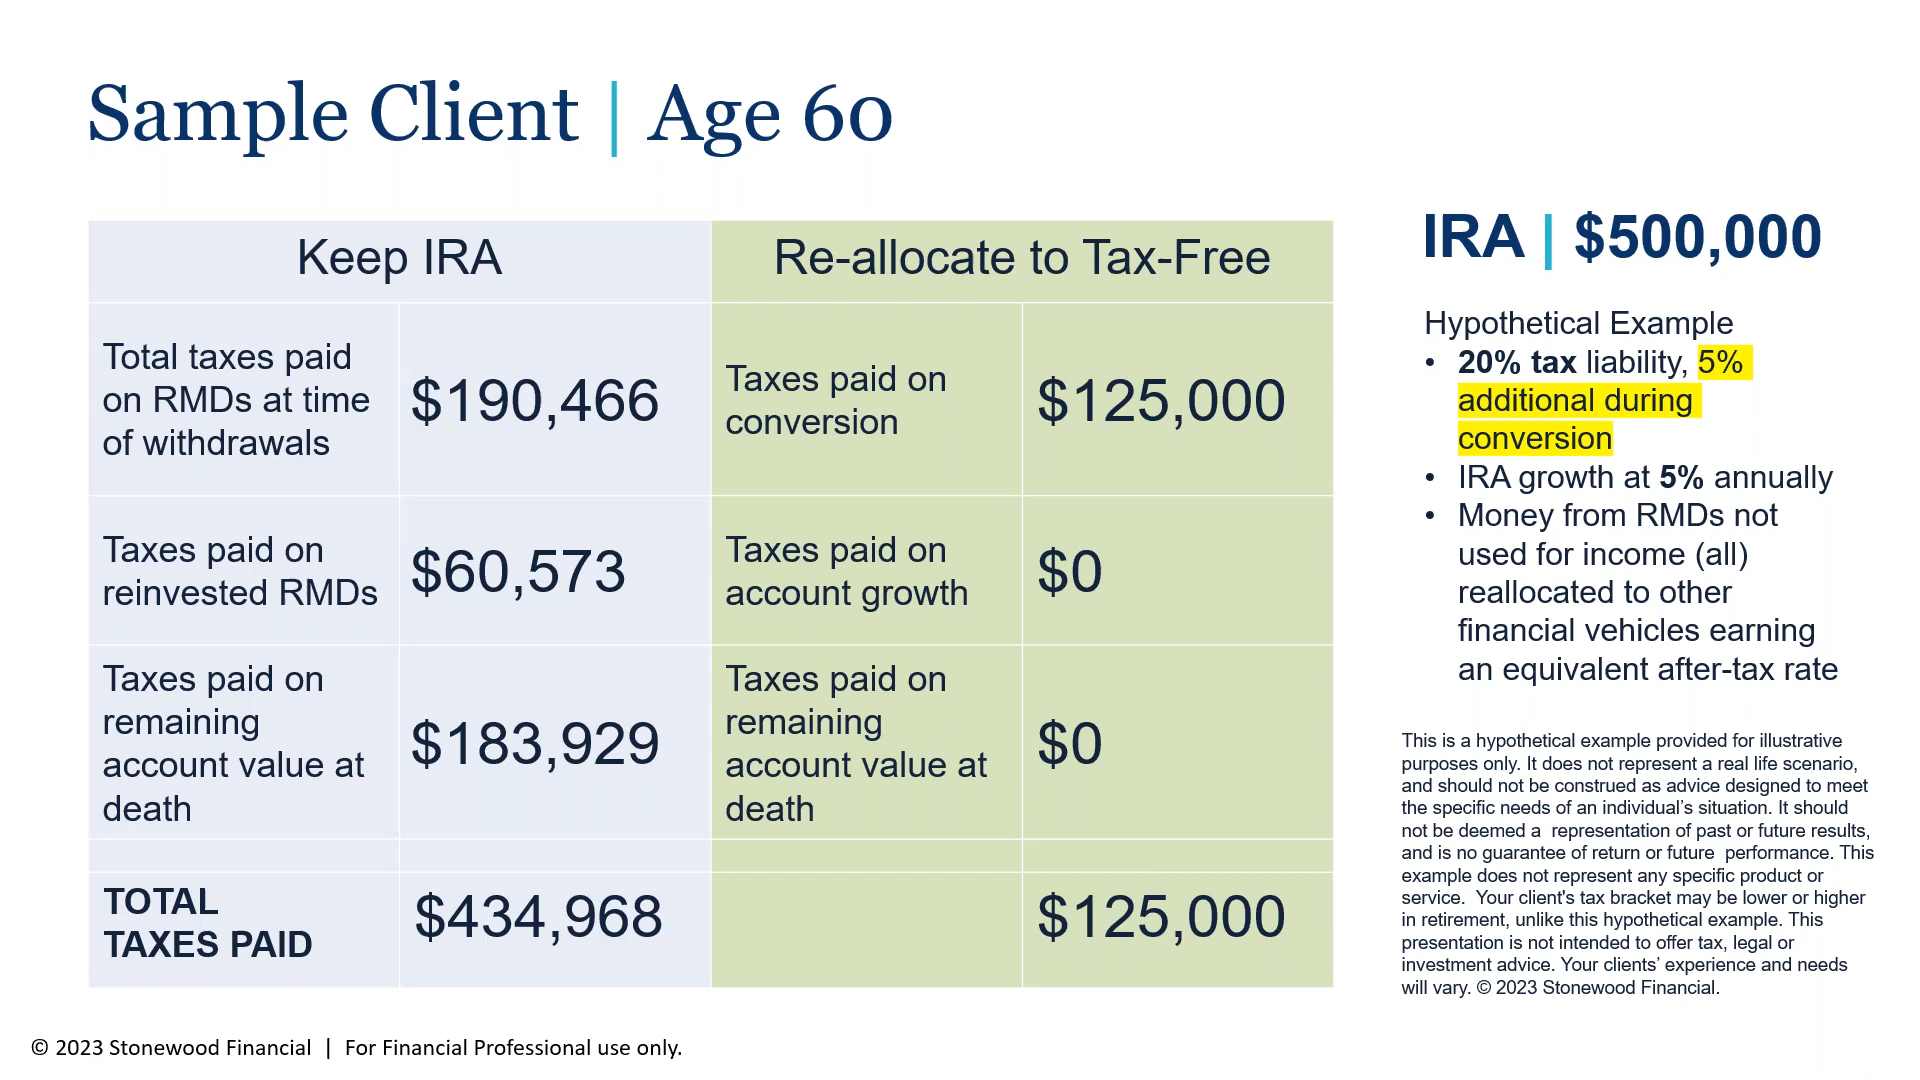 Sample Client | Age 60
Keep IRA
Re-allocate to Tax-Free
Total taxes paid
on RMDs at time
of withdrawals
$190,466
Taxes paid on
conversion
$125,000
Taxes paid on
reinvested RMDs
$60,573
Taxes paid on
account growth
$0
Taxes paid on
remaining
account value at
death
$183,929
Taxes paid on
remaining
account value at
death
$0
TOTAL
TAXES PAID
$434,968
$125,000
IRA | $500,000
Hypothetical Example
• 20% tax liability, 5%
additional during
conversion
• IRA growth at 5% annually
• Money from RMDs not
used for income (all)
reallocated to other
financial vehicles earning
an equivalent after-tax rate
This is a hypothetical example provided for illustrative
purposes only. It does not represent a real life scenario,
and should not be construed as advice designed to meet
the specific needs of an individual’s situation. It should
not be deemed a  representation of past or future results,
and is no guarantee of return or future  performance. This
example does not represent any specific product or
service.  Your client's tax bracket may be lower or higher
in retirement, unlike this hypothetical example. This
presentation is not intended to offer tax, legal or
investment advice. Your clients’ experience and needs
will vary. © 2023 Stonewood Financial.
© 2023 Stonewood Financial | For Financial Professional use only.